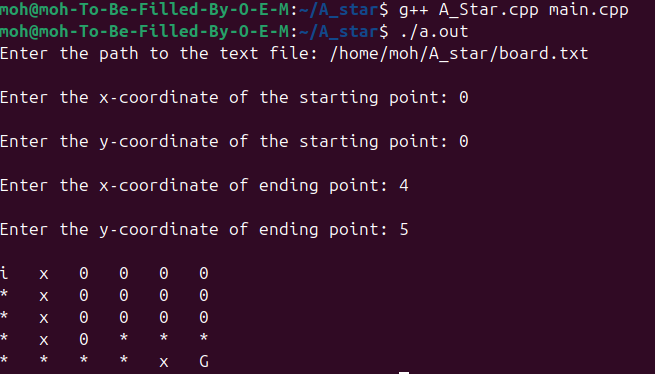 moh@moh-To-Be-Filled-By-O-E-M:~/A_star$ g++ A_Star.cpp main.cpp
moh@moh-To-Be-Filled-By-O-E-M:~/A_star$ ./a.out
Enter the path to the text file: /home/moh/A_star/board.txt
Enter the x-coordinate of the starting point: 0
Enter the y-coordinate of the starting point: 0
Enter the x-coordinate of ending point: 4
Enter the y-coordinate of ending point: 5
i x 0 0 0 0
* x 0 0 0 0
* x 0 0 0 0
* x 0 * * *
* * * * x G